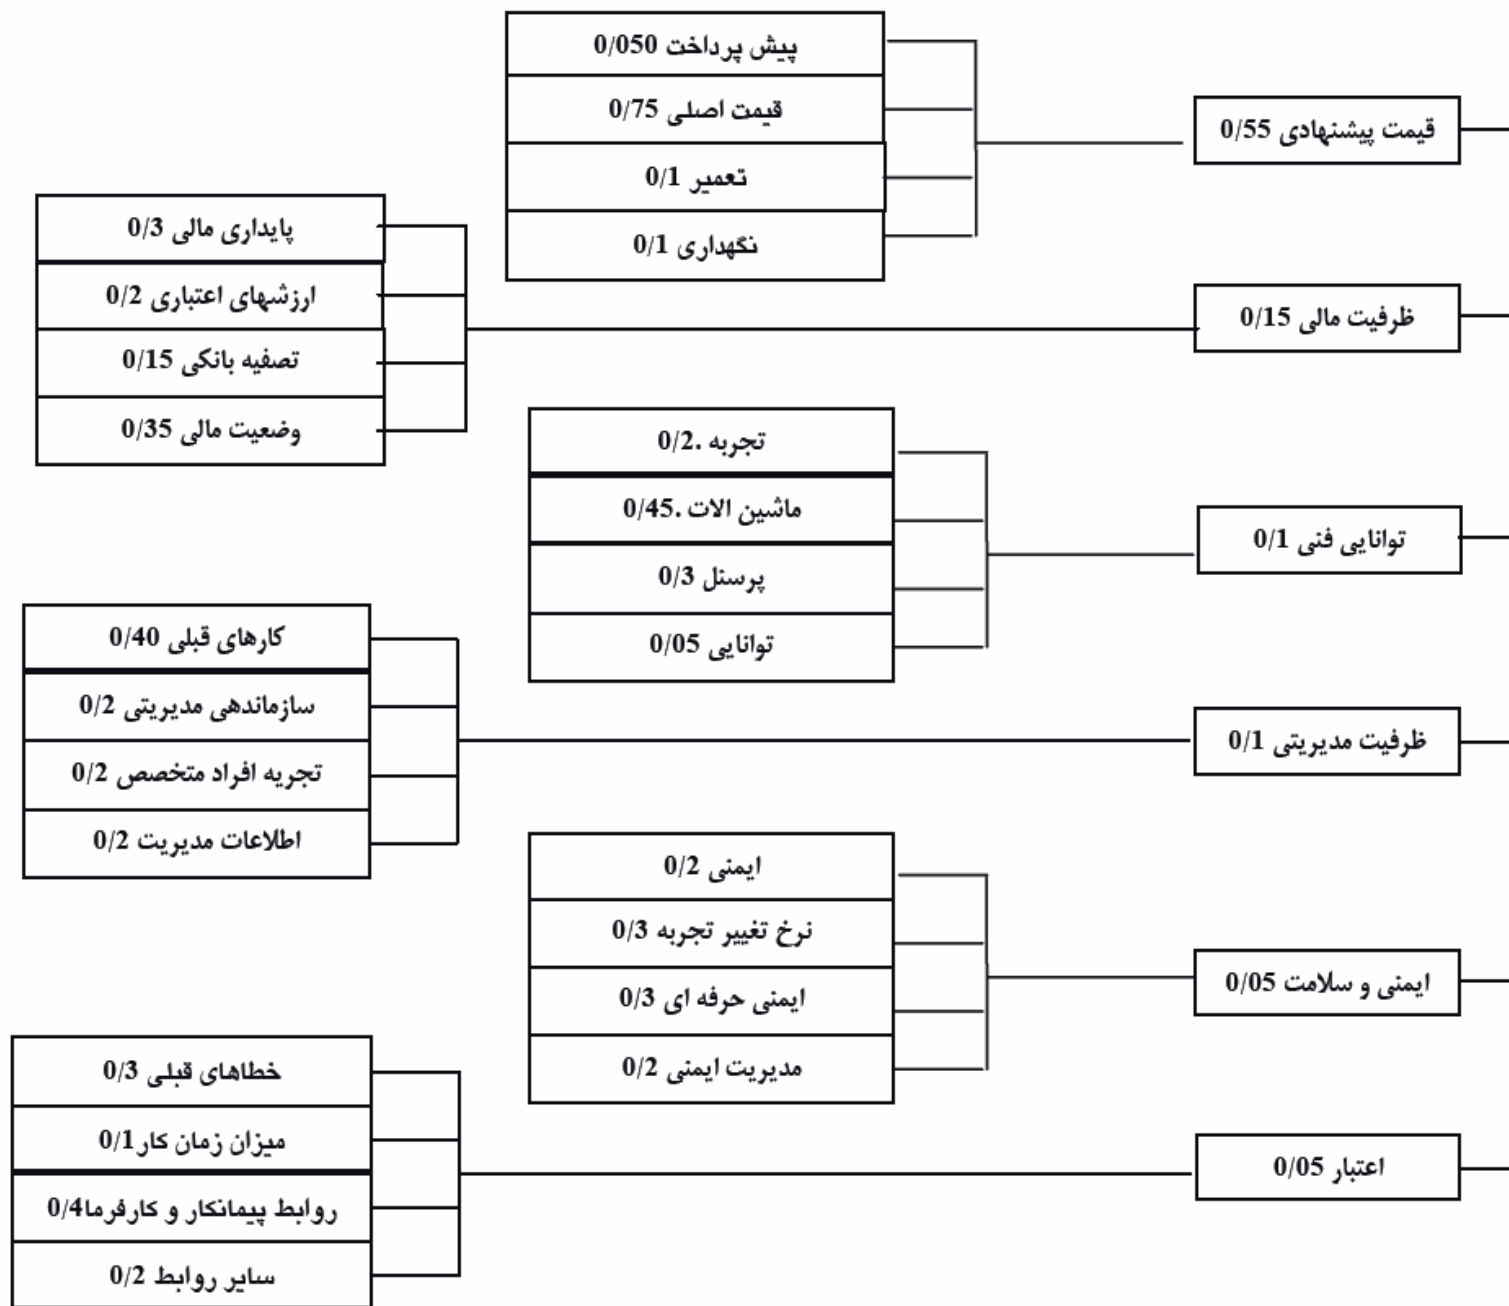 قیمت پیشنهادی 0/55
پیش پرداخت 0/050
قیمت اصلی 0/75
تعمیر 0/1
نگهداری 0/1
ظرفیت مالی 0/15
پایداری مالی 0/3
ارزشهای اعتباری 0/2
تصفیه بانکی 0/15
وضعیت مالی 0/35
توانایی فنی 0/1
تجربه .0/2
ماشین الات .0/45
پرسنل 0/3
توانایی 0/05
ظرفیت مدیریتی 0/1
کارهای قبلی 0/40
سازماندهی مدیریتی 0/2
تجریه افراد متخصص 0/2
اطلاعات مدیریت 0/2
ایمنی و سلامت 0/05
ایمنی 0/2
نرخ تغییر تجربه 0/3
ایمنی حرفه ای 0/3
مدیریت ایمنی 0/2
اعتبار 0/05
خطاهای قبلی 0/3
میزان زمان کار0/1
روابط پیمانکار و کارفرما0/4
سایر روابط 0/2